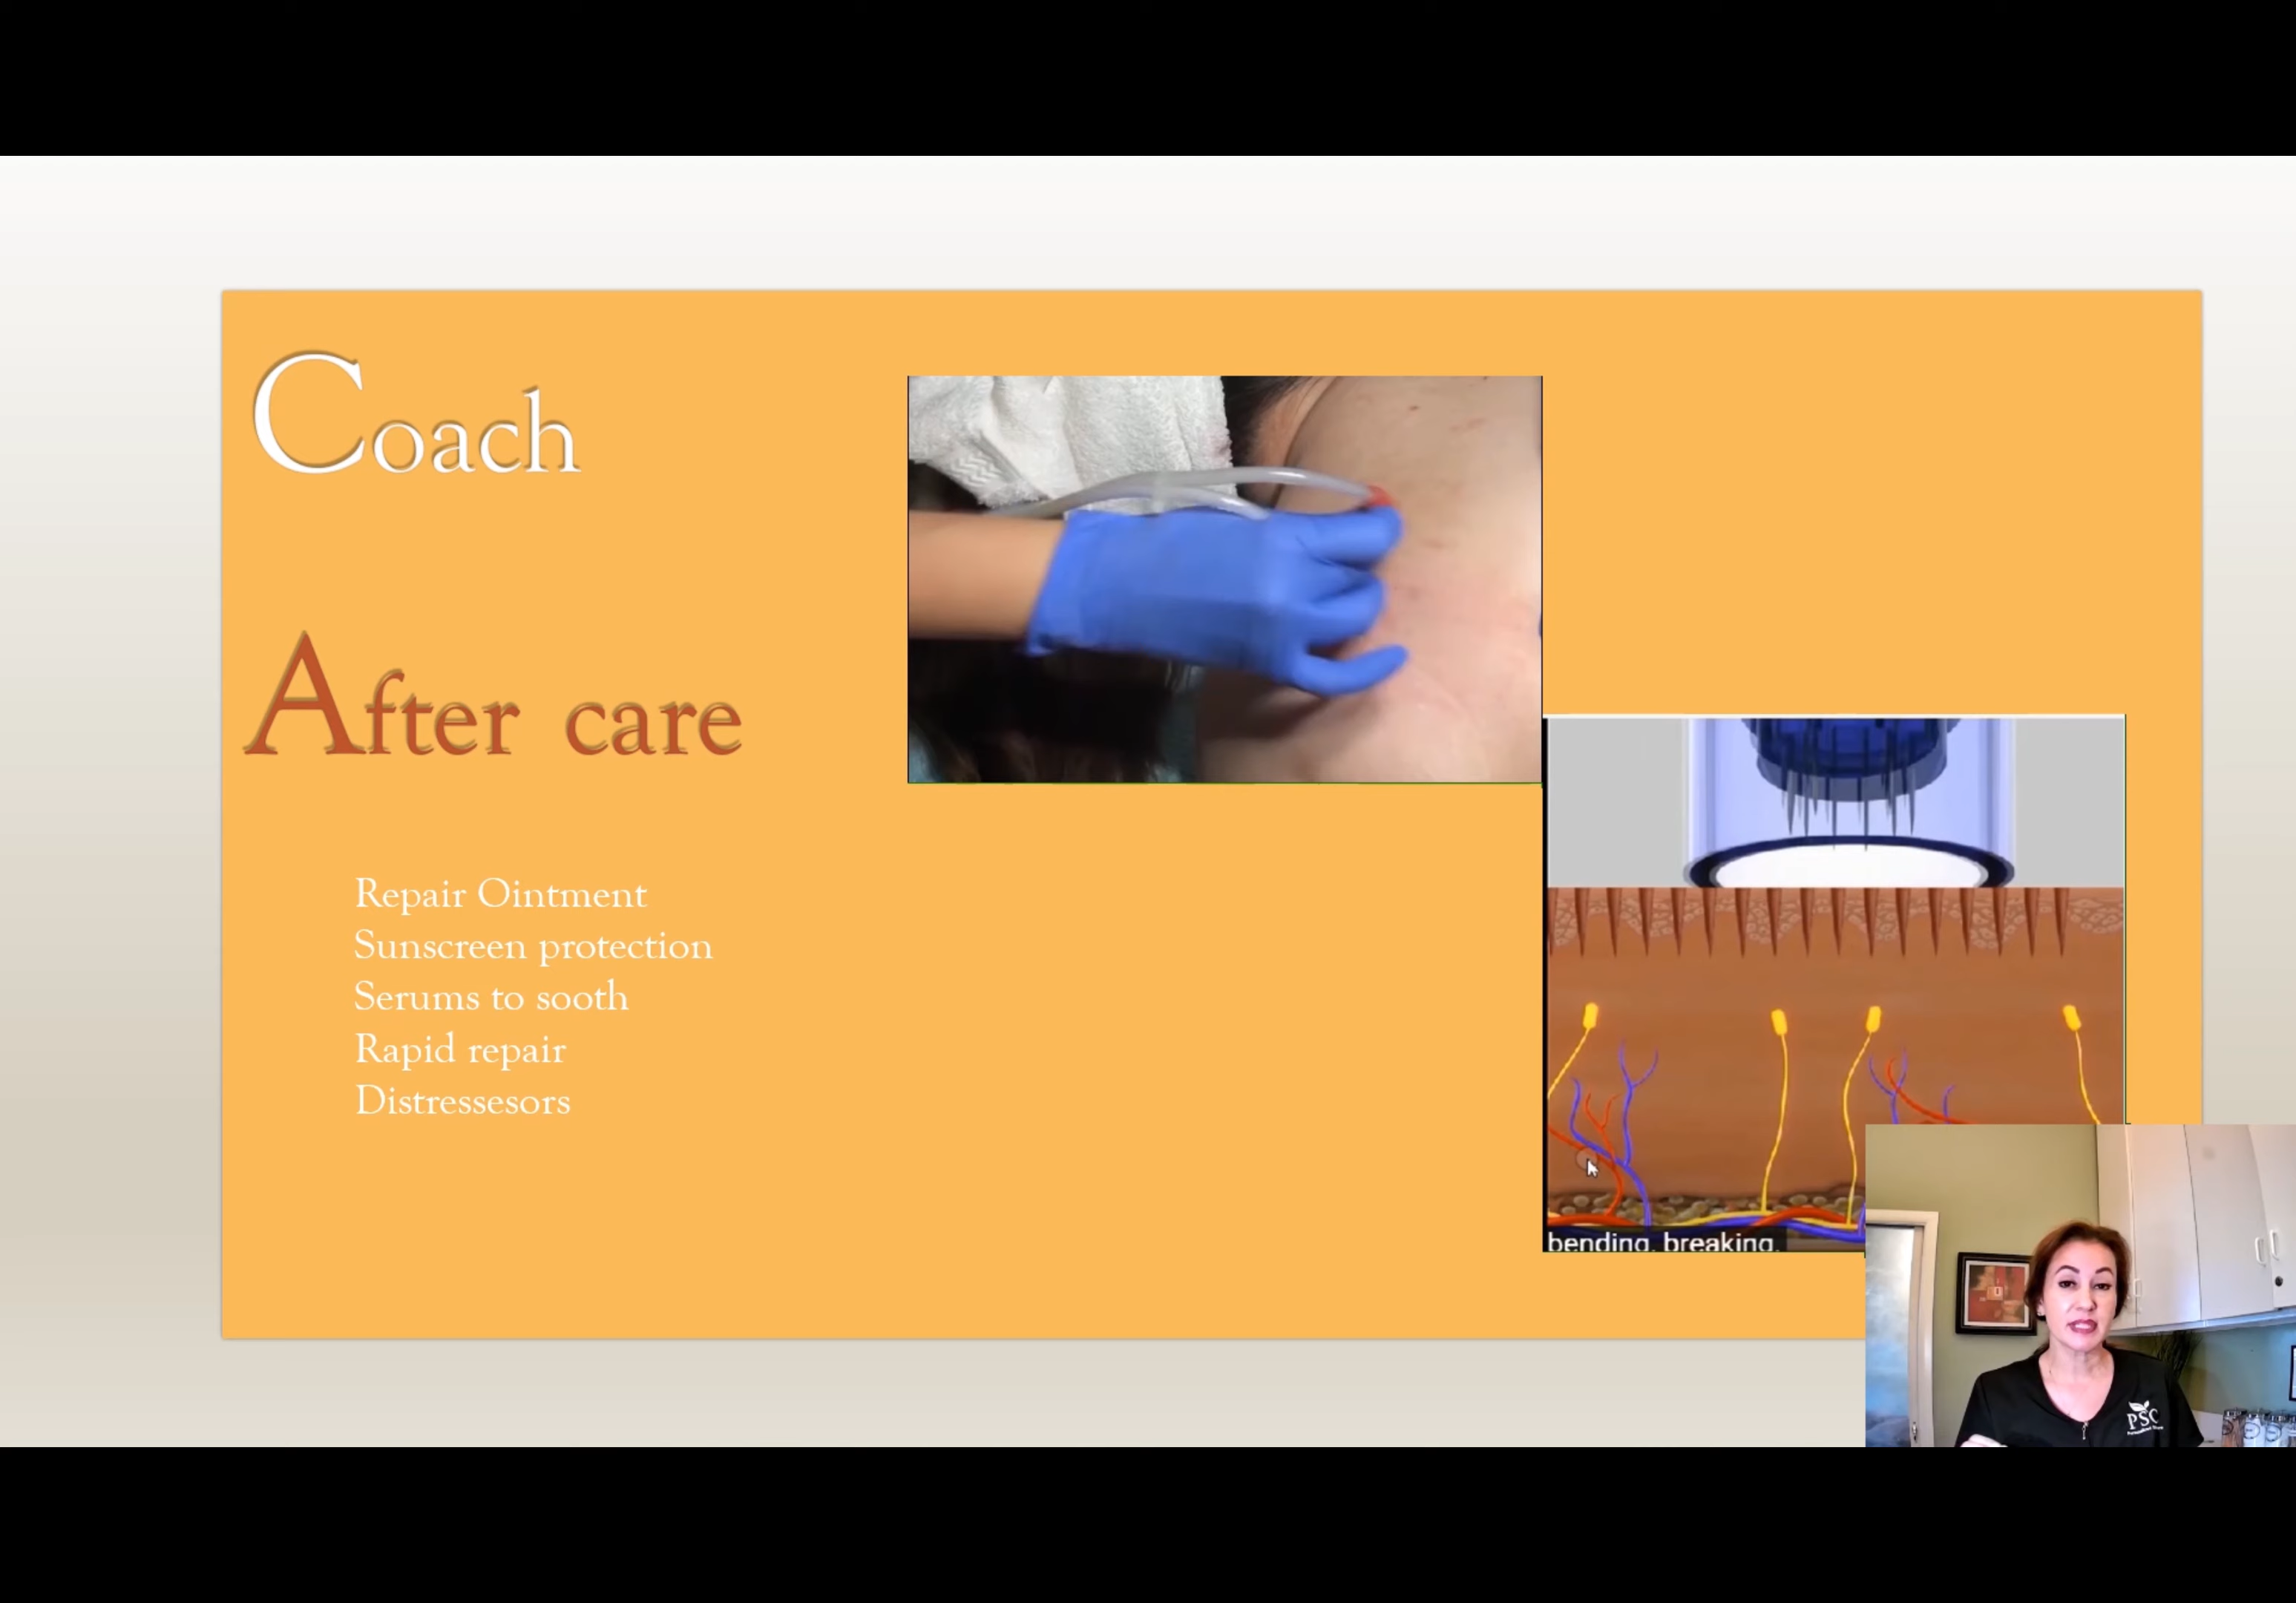 Coach
After care
Repair Ointment
Sunscreen protection
Serums to sooth
Rapid repair
Distressesors
bending, breaking,
PSC